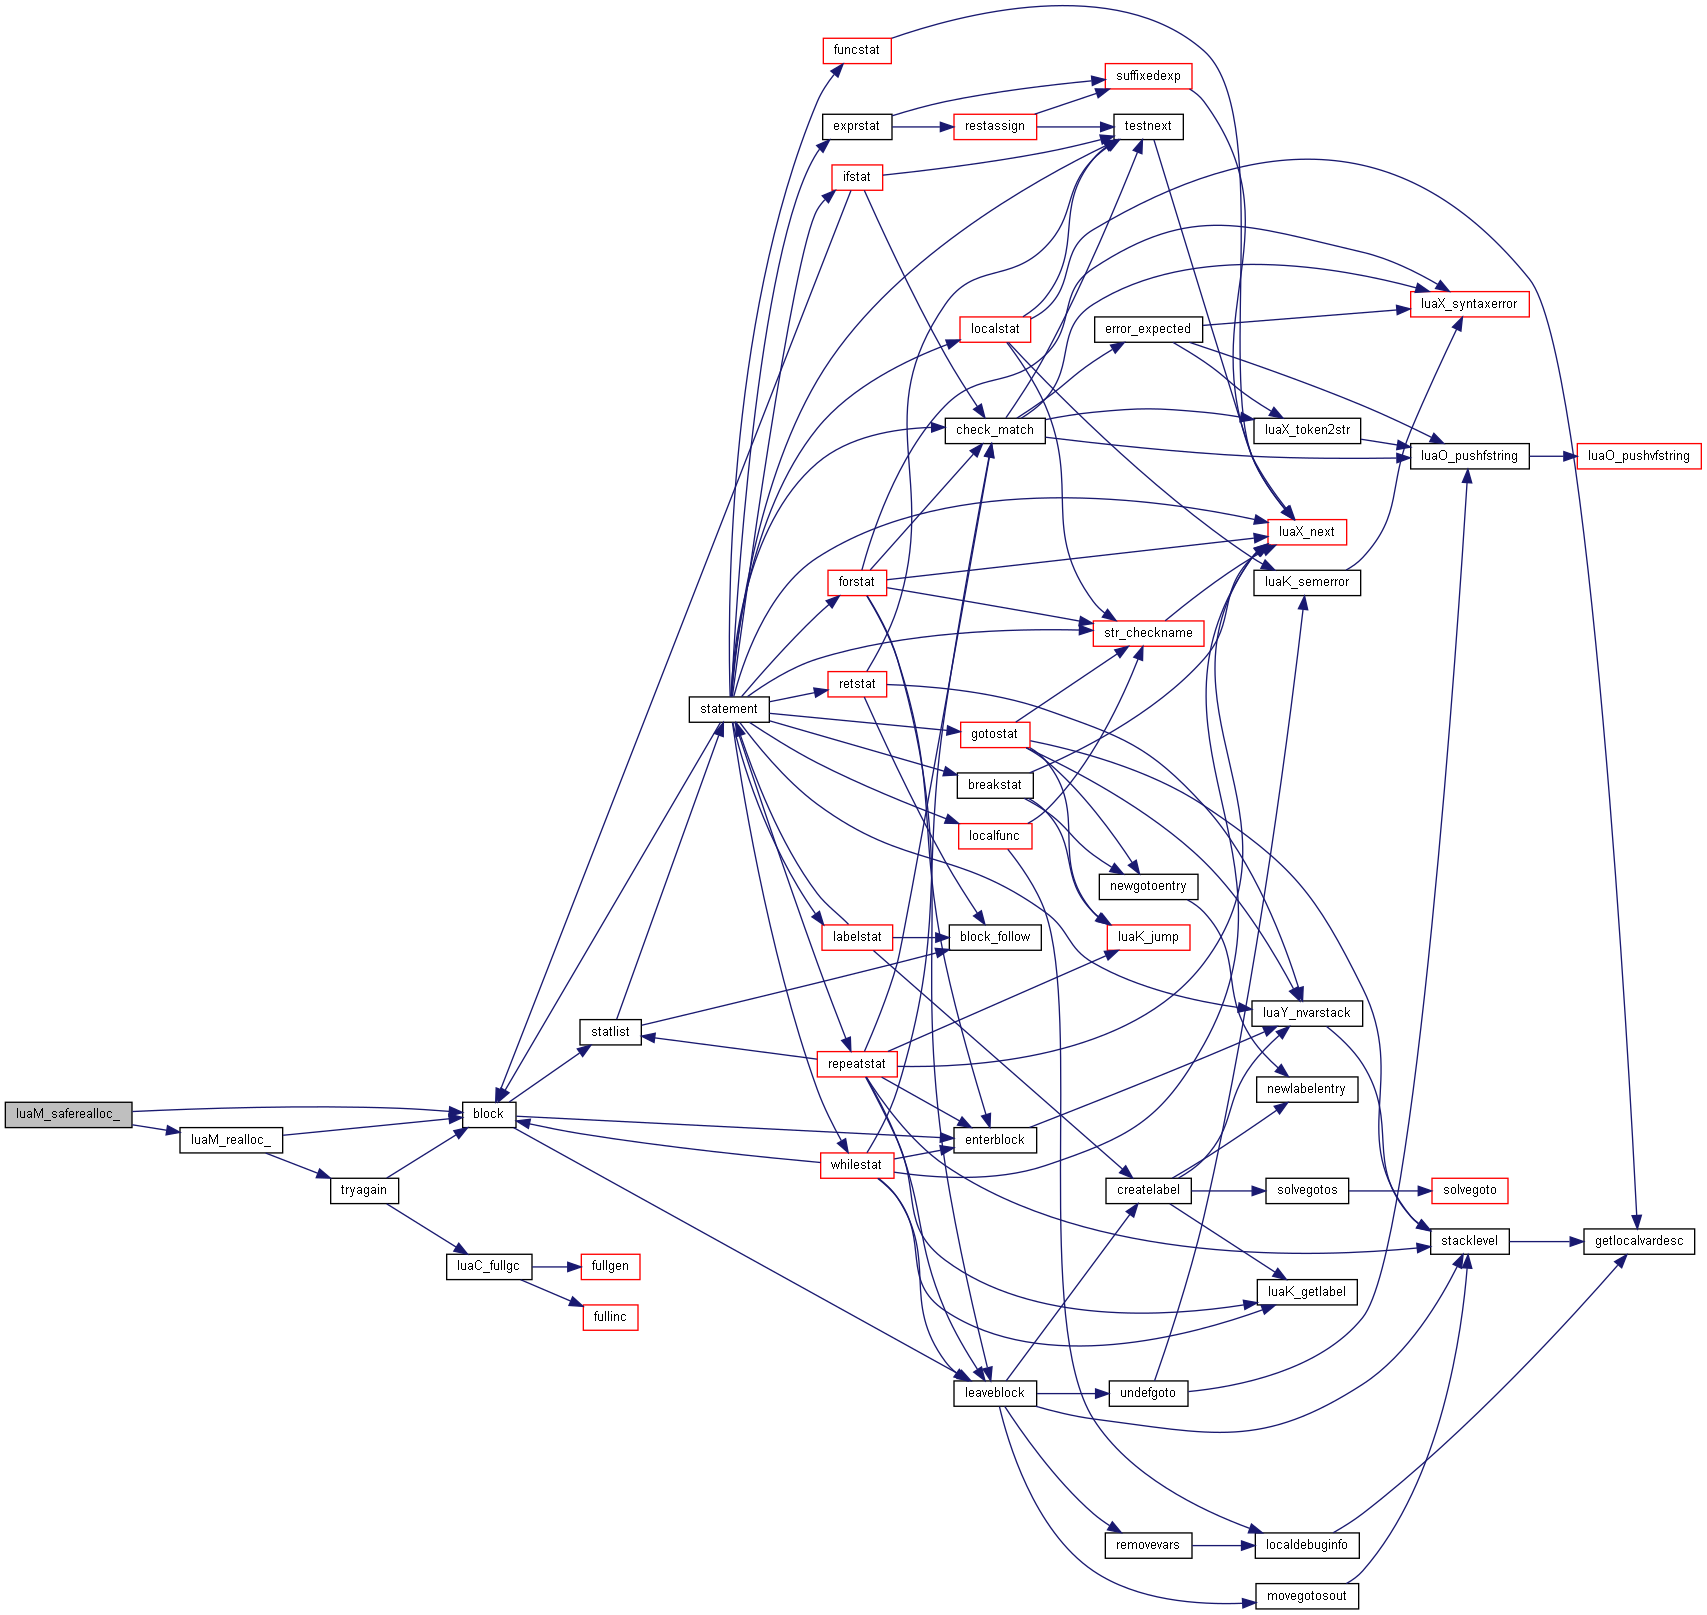 funcstat
suffixedexp
exprstat
restassign
testnext
ifstat
luaX_syntaxerror
localstat
error_expected
check_match
luaX_token2str
luaO_pushfstring
luaO_pushvfstring
luaX_next
forstat
luaK_semerror
str_checkname
retstat
statement
gotostat
breakstat
localfunc
newgotoentry
labelstat
block_follow
luaK_jump
luaY_nvarstack
statlist
repeatstat
newlabelentry
luaM_saferealloc_
block
luaM_realloc_
enterblock
whilestat
tryagain
createlabel
solvegotos
solvegoto
stacklevel
getlocalvardesc
luaC_fullgc
fullgen
luaK_getlabel
fullinc
leaveblock
undefgoto
removevars
localdebuginfo
movegotosout